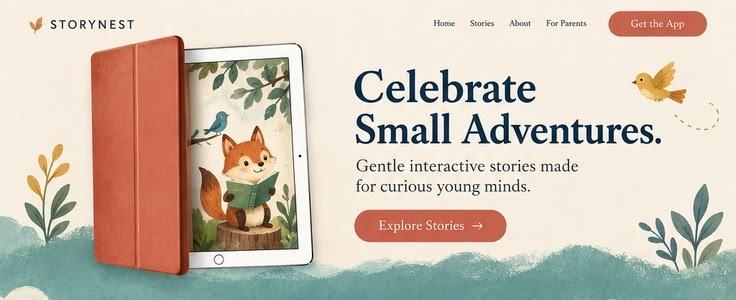 STORYNEST
Home Stories About For Parents Get the App
Celebrate
Small Adventures.
Gentle interactive stories made
for curious young minds.
Explore Stories →